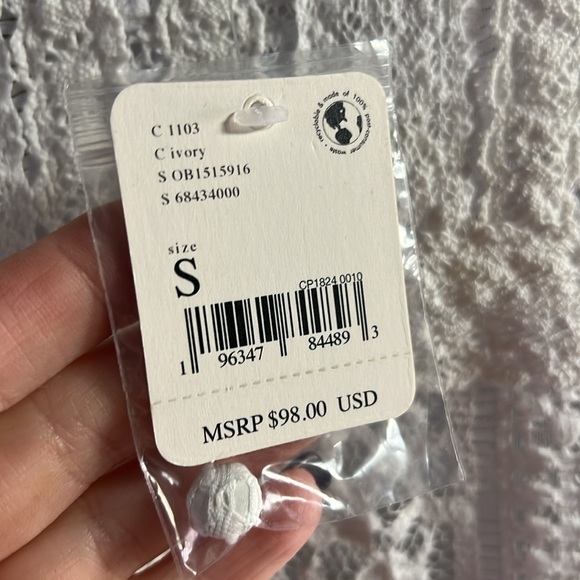 C 1103
C ivory
S OB1515916
S 68434000
recyclable & made of 100% post-consumer waste •
size
S
CP1824 0010
1 96347 84489 3
MSRP $98.00 USD